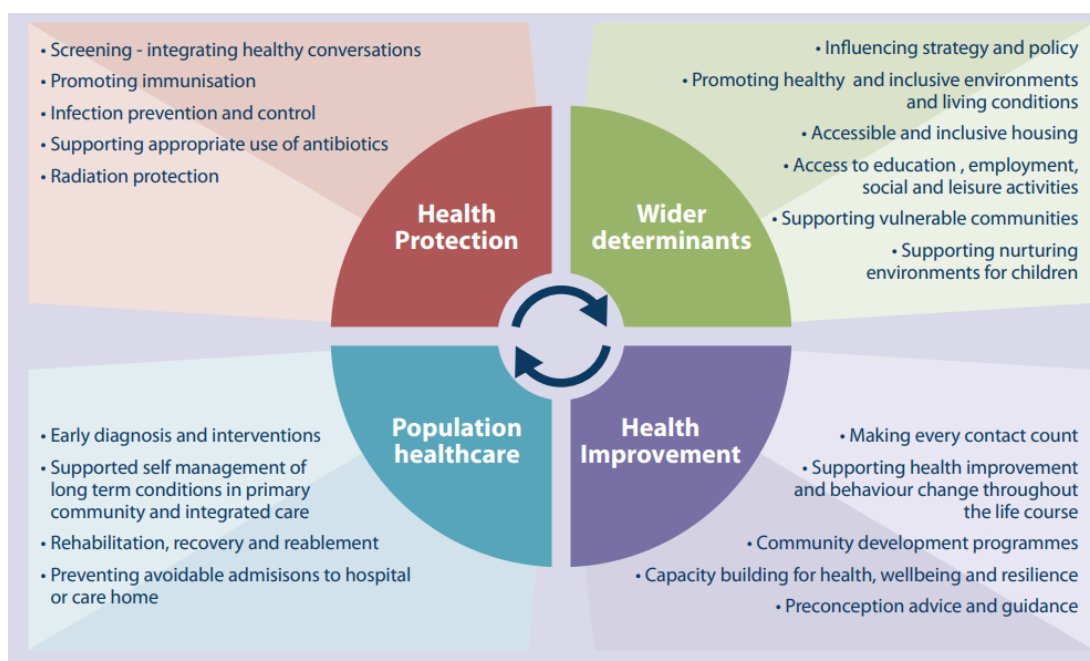 • Screening - integrating healthy conversations
• Promoting immunisation
• Infection prevention and control
• Supporting appropriate use of antibiotics
• Radiation protection
Health
Protection
• Influencing strategy and policy
• Promoting healthy and inclusive environments
and living conditions
• Accessible and inclusive housing
• Access to education , employment,
social and leisure activities
• Supporting vulnerable communities
• Supporting nurturing
environments for children
Wider
determinants
• Early diagnosis and interventions
• Supported self management of
long term conditions in primary
community and integrated care
• Rehabilitation, recovery and reablement
• Preventing avoidable admisisons to hospital
or care home
Population
healthcare
Health
Improvement
• Making every contact count
• Supporting health improvement
and behaviour change throughout
the life course
• Community development programmes
• Capacity building for health, wellbeing and resilience
• Preconception advice and guidance